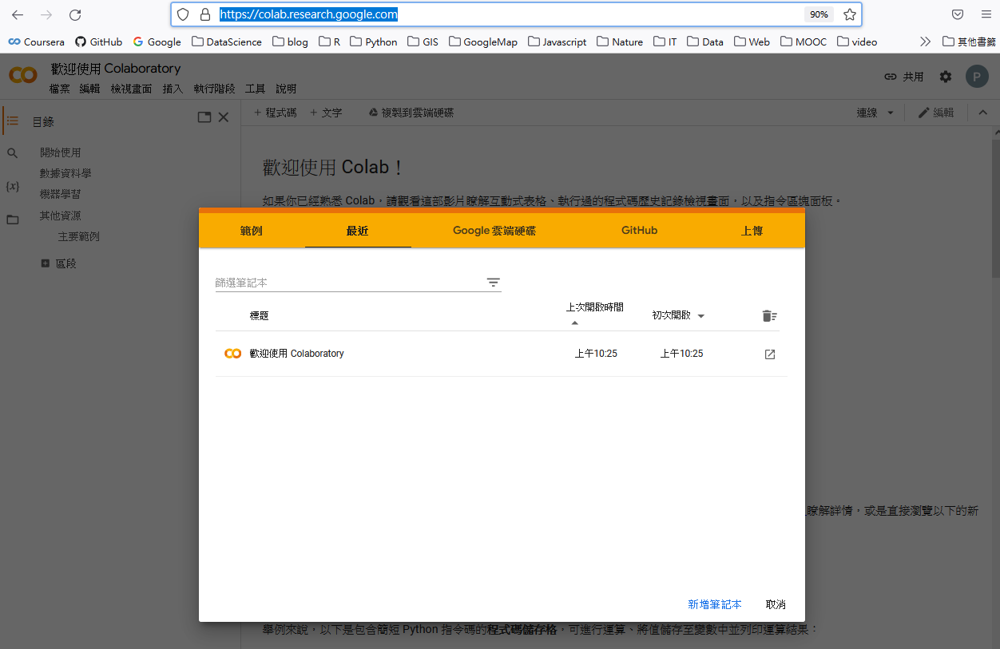 https://colab.research.google.com 90%
Coursera GitHub Google DataScience blog R Python GIS GoogleMap Javascript Nature IT Data Web MOOC video 其他書籤
歡迎使用 Colaboratory
檔案 編輯 檢視畫面 插入 執行階段 工具 說明
共用 P
目錄
+ 程式碼 + 文字 複製到雲端硬碟 連線 編輯
開始使用
數據資料學
{x}
機器學習
其他資源
主要範例
區段
歡迎使用 Colab！
如果你已經熟悉 Colab，請觀看這部影片瞭解互動式表格、執行過的程式碼歷史記錄檢視畫面，以及指令區塊面板。
範例 最近 Google 雲端硬碟 GitHub 上傳
篩選筆記本
標題 上次開啟時間 初次開啟
歡迎使用 Colaboratory 上午10:25 上午10:25
瞭解詳情，或是直接瀏覽以下的新
新增筆記本 取消
舉例來說，以下是包含簡短 Python 指令碼的程式碼儲存格，可進行運算、將值儲存至變數中並列印運算結果：